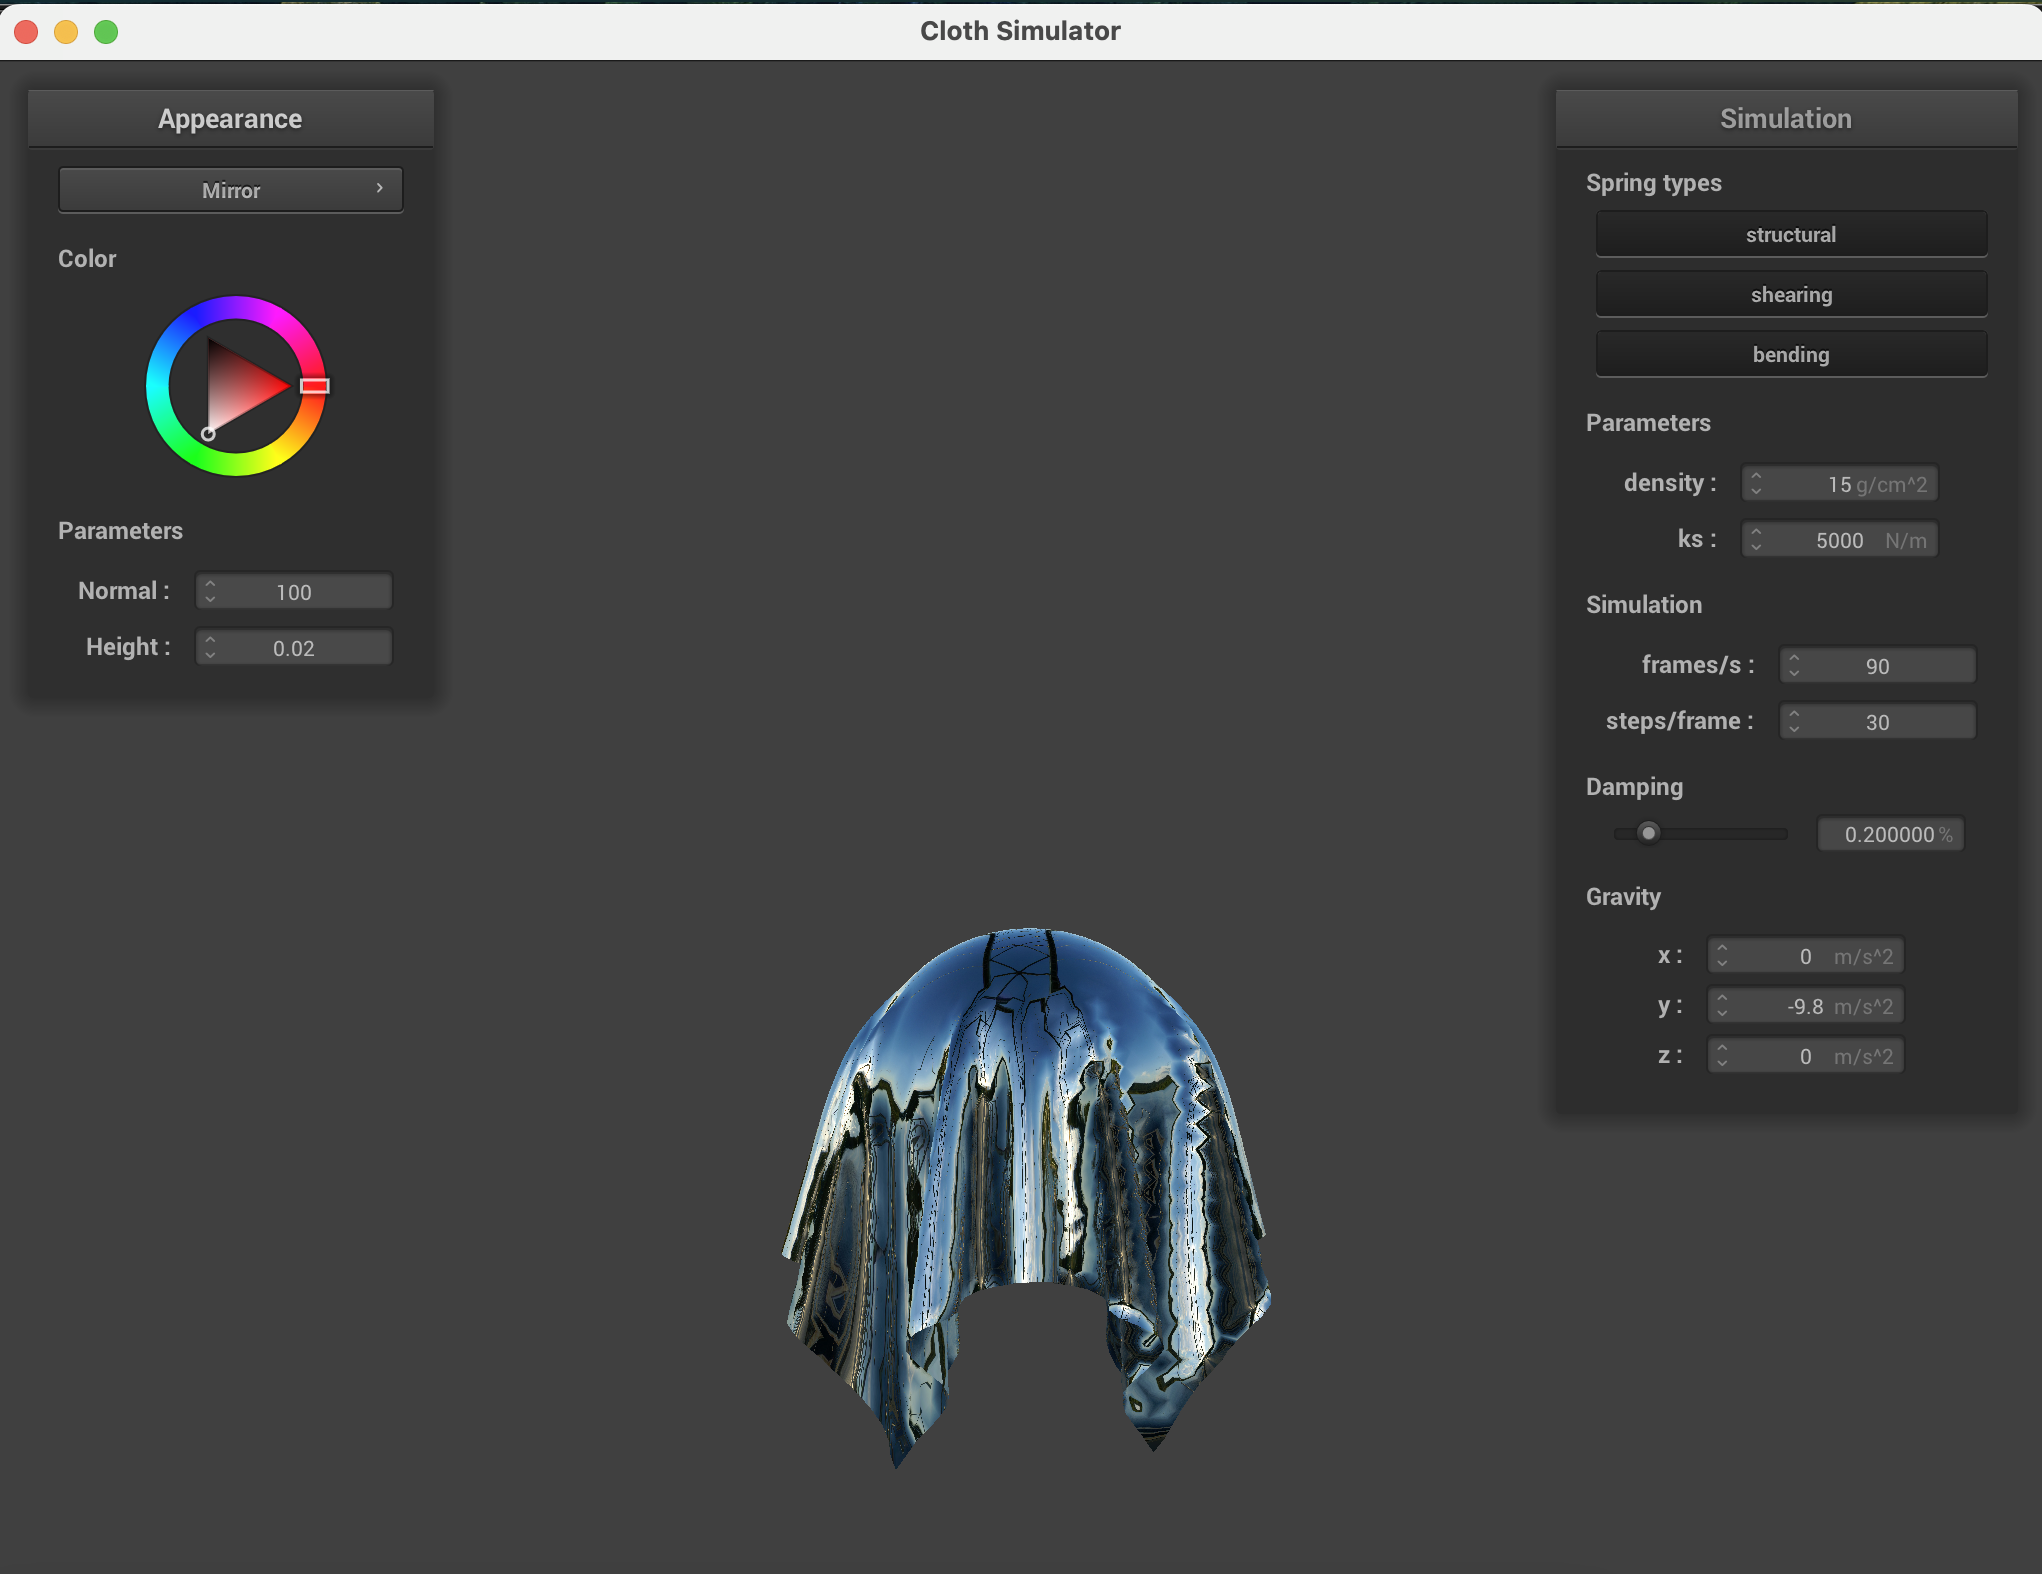 Cloth Simulator
Appearance
Mirror
Color
Parameters
Normal : 100
Height : 0.02
Simulation
Spring types
structural
shearing
bending
Parameters
density : 15 g/cm^2
ks : 5000 N/m
Simulation
frames/s : 90
steps/frame : 30
Damping
0.200000 %
Gravity
x : 0 m/s^2
y : -9.8 m/s^2
z : 0 m/s^2